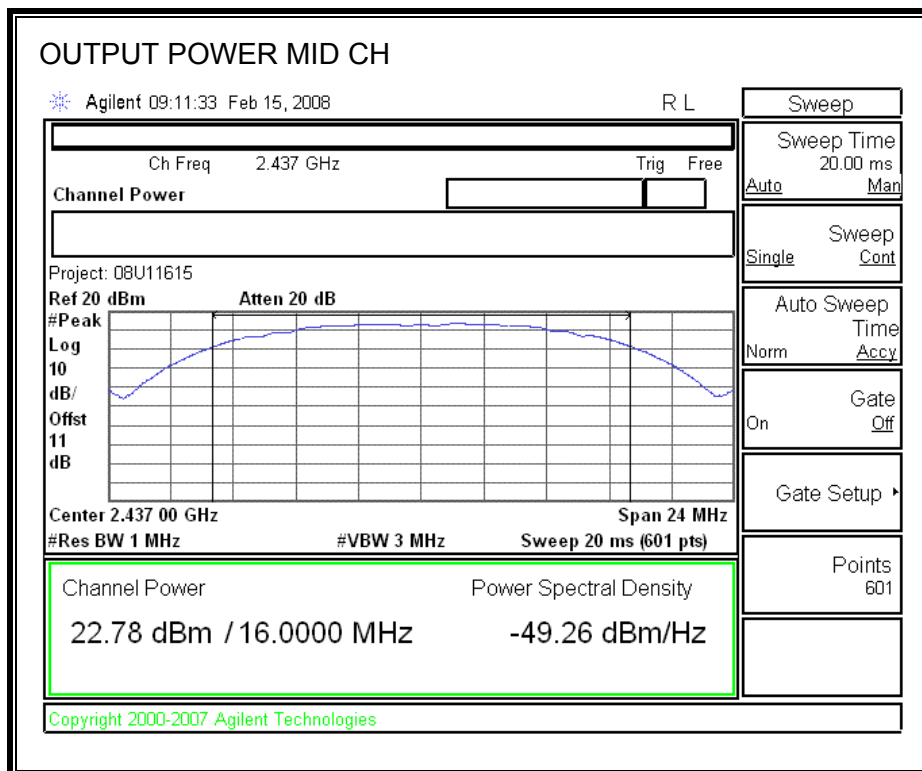 OUTPUT POWER MID CH
Agilent 09:11:33 Feb 15, 2008 R L
Ch Freq 2.437 GHz Trig Free
Channel Power
Project: 08U11615
Ref 20 dBm Atten 20 dB
#Peak
Log
10
dB/
Offst
11
dB
Center 2.437 00 GHz Span 24 MHz
#Res BW 1 MHz #VBW 3 MHz Sweep 20 ms (601 pts)
Channel Power Power Spectral Density
22.78 dBm / 16.0000 MHz -49.26 dBm/Hz
Copyright 2000-2007 Agilent Technologies
Sweep
Sweep Time
20.00 ms
Auto Man
Sweep
Single Cont
Auto Sweep
Time
Norm Accy
Gate
On Off
Gate Setup
Points
601